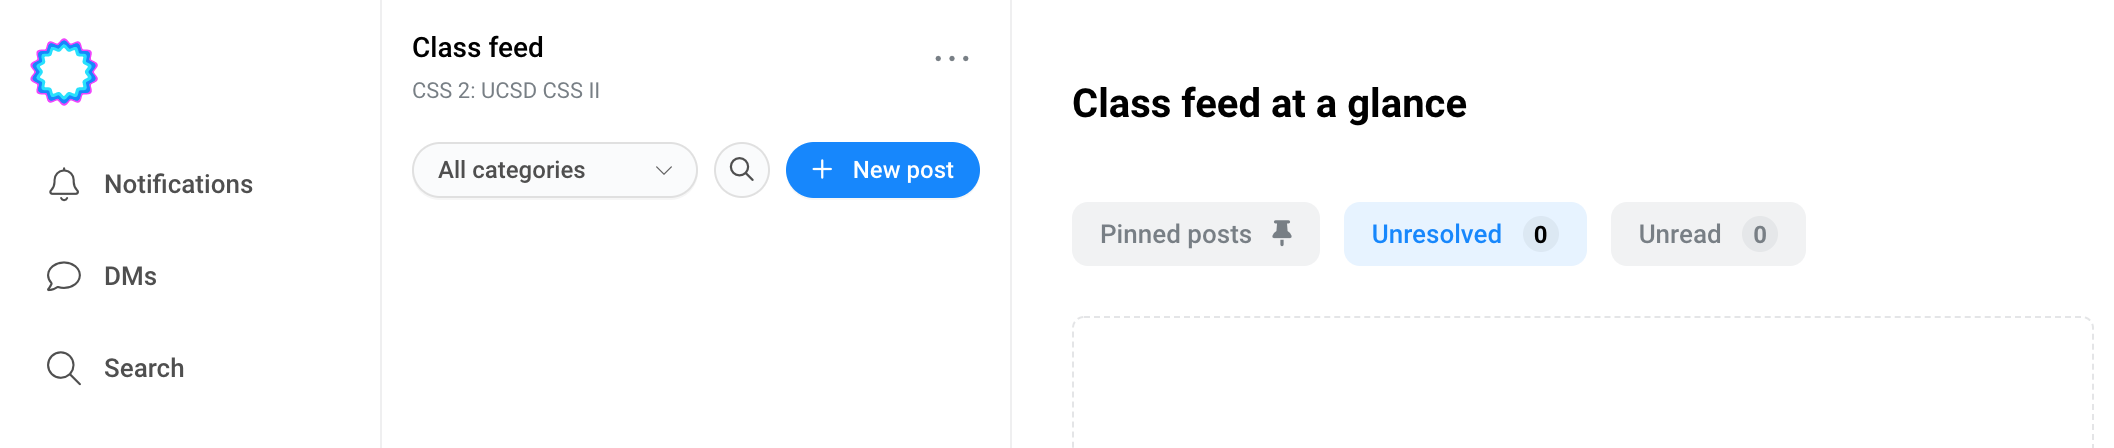 Notifications
DMs
Search
Class feed
CSS 2: UCSD CSS II
All categories
New post
Class feed at a glance
Pinned posts
Unresolved 0
Unread 0